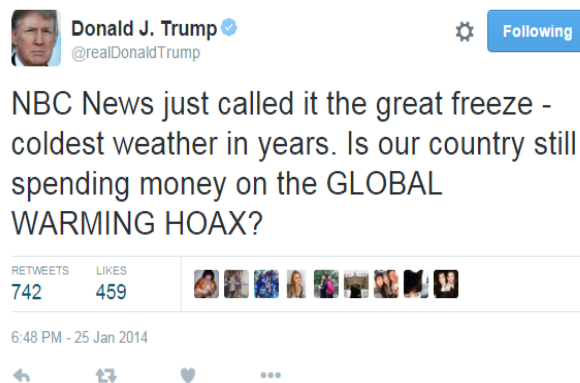 Donald J. Trump
@realDonaldTrump
Following
NBC News just called it the great freeze -
coldest weather in years. Is our country still
spending money on the GLOBAL
WARMING HOAX?
RETWEETS LIKES
742 459
6:48 PM - 25 Jan 2014